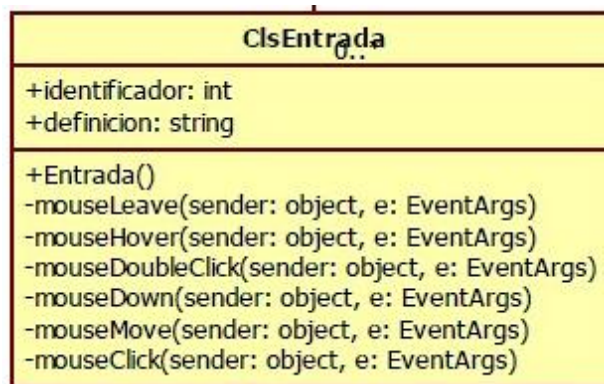 ClsEntrada
0..*
+identificador: int
+definicion: string
+Entrada()
-mouseLeave(sender: object, e: EventArgs)
-mouseHover(sender: object, e: EventArgs)
-mouseDoubleClick(sender: object, e: EventArgs)
-mouseDown(sender: object, e: EventArgs)
-mouseMove(sender: object, e: EventArgs)
-mouseClick(sender: object, e: EventArgs)